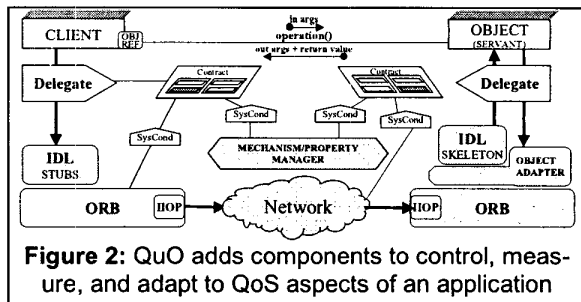 in args
CLIENT
OBJ
REF
operation()
OBJECT
(SERVANT)
out args + return value
Delegate
Contract
Contract
Delegate
SysCond
SysCond
SysCond
SysCond
IDL
STUBS
MECHANISM/PROPERTY
MANAGER
IDL
SKELETON
OBJECT
ADAPTER
ORB
IIOP
Network
IIOP
ORB
Figure 2: QuO adds components to control, meas-
ure, and adapt to QoS aspects of an application